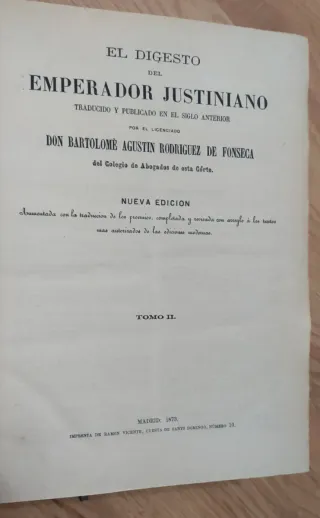 EL DIGESTO
DEL
EMPERADOR JUSTINIANO
TRADUCIDO Y PUBLICADO EN EL SIGLO ANTERIOR
POR EL LICENCIADO
DON BARTOLOMÉ AGUSTIN RODRIGUEZ DE FONSECA
del Colegio de Abogados de esta Córte.
NUEVA EDICION
Aumentada con la traduccion de los proemios, completada y revisada con arreglo á los textos
mas autorizados de las ediciones modernas.
TOMO II.
MADRID: 1873.
IMPRENTA DE RAMON VICENTE, CUESTA DE SANTO DOMINGO, NÚMERO 20.